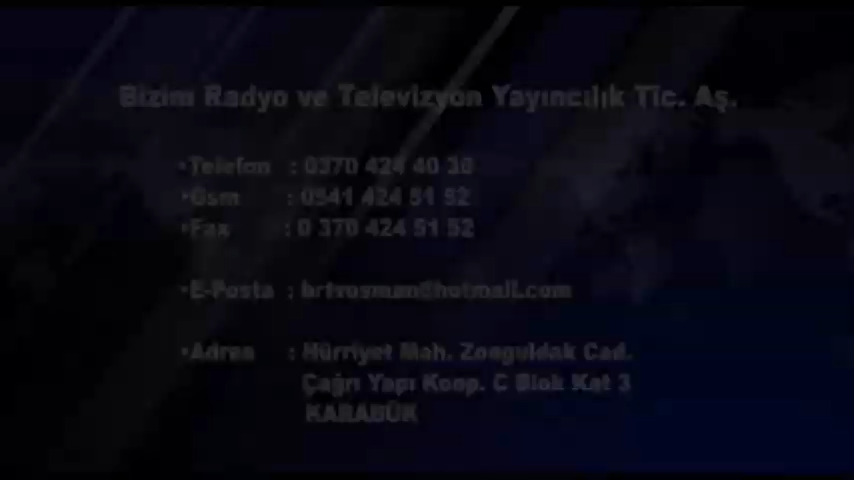 Bizim Radyo ve Televizyon Yayıncılık Tic. Aş.
•Telefon : 0370 424 40 30
•Gsm : 0541 424 51 52
•Fax : 0 370 424 51 52
•E-Posta : brtvosman@hotmail.com
•Adres : Hürriyet Mah. Zonguldak Cad.
Çağrı Yapı Koop. C Blok Kat 3
KARABÜK